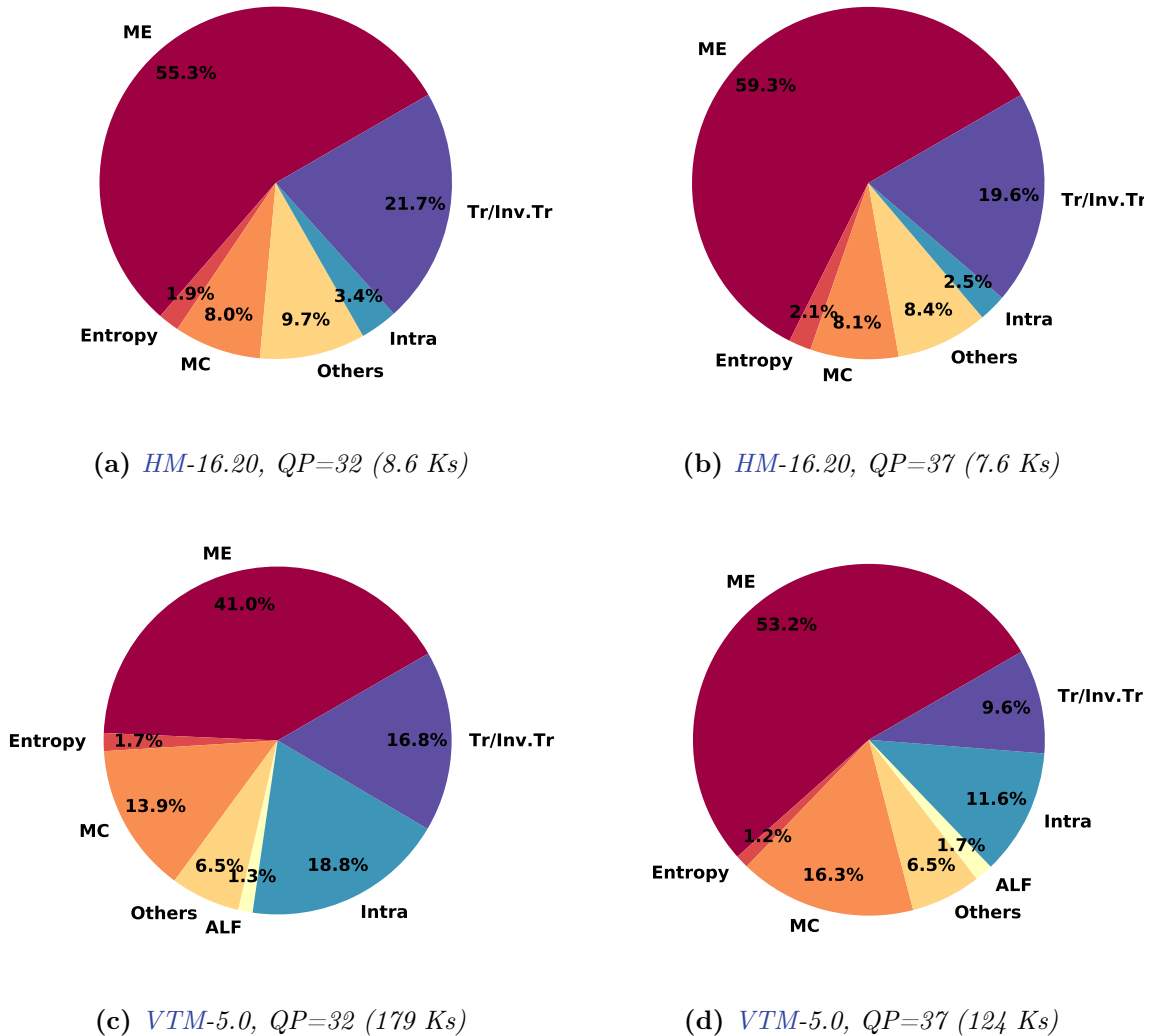 ME
55.3%
21.7%
Tr/Inv.Tr
1.9%
8.0%
9.7%
3.4%
Entropy
MC
Others
Intra
(a) HM-16.20, QP=32 (8.6 Ks)
ME
59.3%
19.6%
Tr/Inv.Tr
2.1%
8.1%
8.4%
2.5%
Entropy
MC
Others
Intra
(b) HM-16.20, QP=37 (7.6 Ks)
ME
41.0%
Entropy
1.7%
16.8%
Tr/Inv.Tr
13.9%
MC
6.5%
1.3%
18.8%
Others
ALF
Intra
(c) VTM-5.0, QP=32 (179 Ks)
ME
53.2%
9.6%
Tr/Inv.Tr
11.6%
Intra
1.2%
Entropy
16.3%
MC
6.5%
Others
1.7%
ALF
(d) VTM-5.0, QP=37 (124 Ks)